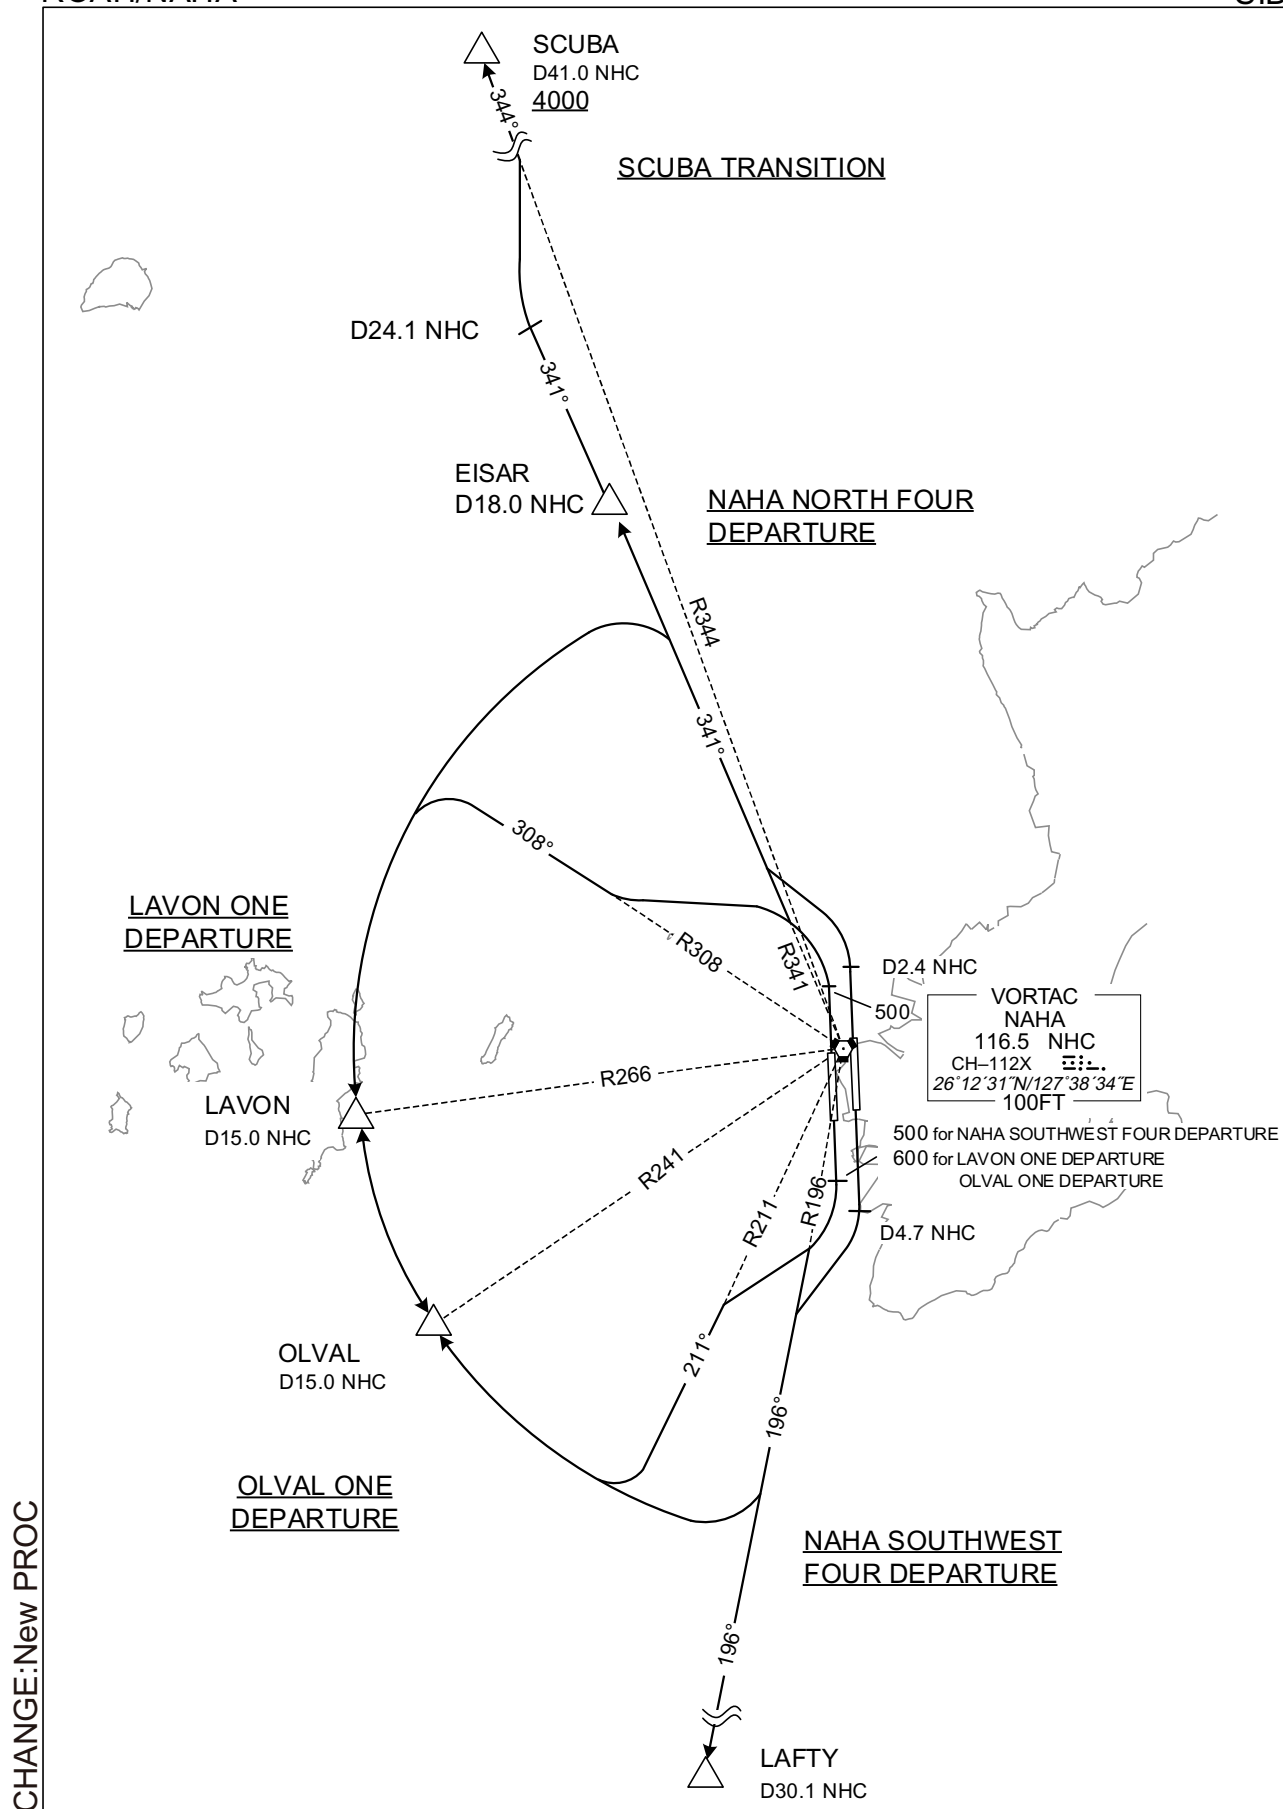 SCUBA
D41.0 NHC
4000
344°
SCUBA TRANSITION
D24.1 NHC
341°
EISAR
D18.0 NHC
NAHA NORTH FOUR
DEPARTURE
R344
341°
308°
LAVON ONE
DEPARTURE
R308
R341
D2.4 NHC
500
VORTAC
NAHA
116.5 NHC
CH–112X
26°12´31˝N/127°38´34˝E
100FT
R266
LAVON
D15.0 NHC
500 for NAHA SOUTHWEST FOUR DEPARTURE
600 for LAVON ONE DEPARTURE
OLVAL ONE DEPARTURE
R241
R211
R196
D4.7 NHC
OLVAL
D15.0 NHC
211°
196°
OLVAL ONE
DEPARTURE
NAHA SOUTHWEST
FOUR DEPARTURE
196°
LAFTY
D30.1 NHC
CHANGE:New PROC